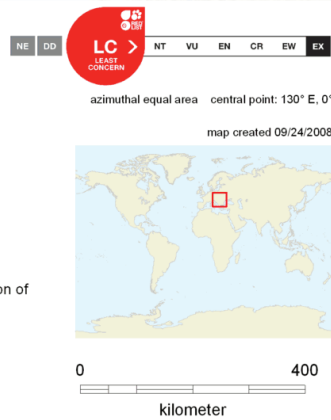 NE DD LC > NT VU EN CR EW EX
LEAST
CONCERN
azimuthal equal area central point: 130° E, 0°
map created 09/24/2008
on of
0 400
kilometer